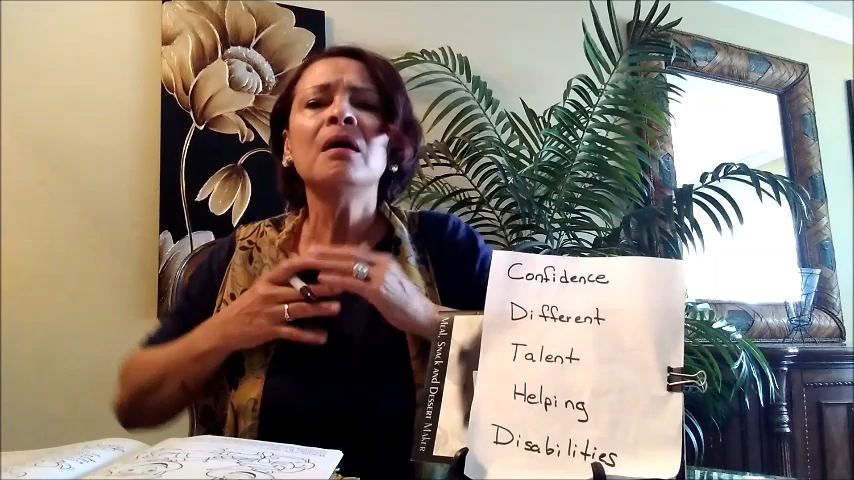 Confidence
Different
Talent
Helping
Disabilities
Meal, Snack and Dessert Maker